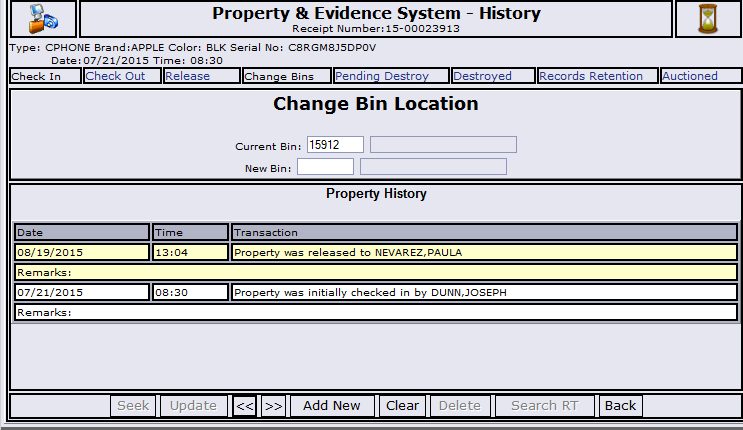 Property & Evidence System - History
Receipt Number:15-00023913
Type: CPHONE Brand:APPLE Color: BLK Serial No: C8RGM8J5DP0V
Date:07/21/2015 Time: 08:30
Check In Check Out Release Change Bins Pending Destroy Destroyed Records Retention Auctioned
Change Bin Location
Current Bin: 15912
New Bin:
Property History
Date Time Transaction
08/19/2015 13:04 Property was released to NEVAREZ,PAULA
Remarks:
07/21/2015 08:30 Property was initially checked in by DUNN,JOSEPH
Remarks:
Seek Update << >> Add New Clear Delete Search RT Back